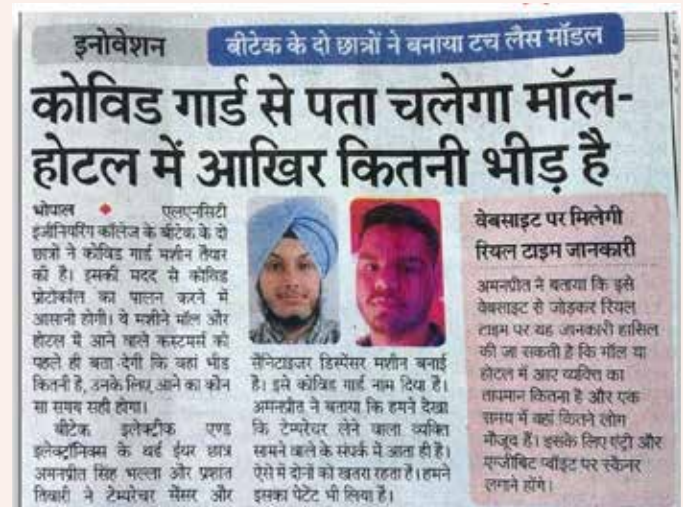 इनोवेशन
बीटेक के दो छात्रों ने बनाया टच लैस मॉडल
कोविड गार्ड से पता चलेगा मॉल-
होटल में आखिर कितनी भीड़ है
भोपाल ◆ एलएनसिटी
इंजीनियरिंग कॉलेज के बीटेक के दो
छात्रों ने कोविड गार्ड मशीन तैयार
की है। इसकी मदद से कोविड
प्रोटोकॉल का पालन करने में
आसानी होगी। ये मशीने मॉल और
होटल में आने वाले कस्टमर्स को
पहले ही बता देगी कि वहां भीड़
कितनी है, उनके लिए आने का कौन
सा समय सही होगा।
बीटेक इलेक्ट्रीक एण्ड
इलेक्ट्रॉनिक्स के थर्ड ईयर छात्र
अमनप्रीत सिंह भल्ला और प्रशांत
तिवारी ने टेम्परेचर सेंसर और
सैनिटाइजर डिस्पेंसर मशीन बनाई
है। इसे कोविड गार्ड नाम दिया है।
अमनप्रीत ने बताया कि हमने देखा
कि टेम्परेचर लेने वाला व्यक्ति
सामने वाले के संपर्क में आता ही है।
ऐसे में दोनों को खतरा रहता है। हमने
इसका पेटेंट भी लिया है।
वेबसाइट पर मिलेगी
रियल टाइम जानकारी
अमनप्रीत ने बताया कि इसे
वेबसाइट से जोड़कर रियल
टाइम पर यह जानकारी हासिल
की जा सकती है कि मॉल या
होटल में आए व्यक्ति का
तापमान कितना है और एक
समय में वहां कितने लोग
मौजूद हैं। इसके लिए एंट्री और
एग्जीबिट प्वॉइंट पर स्कैनर
लगाने होंगे।